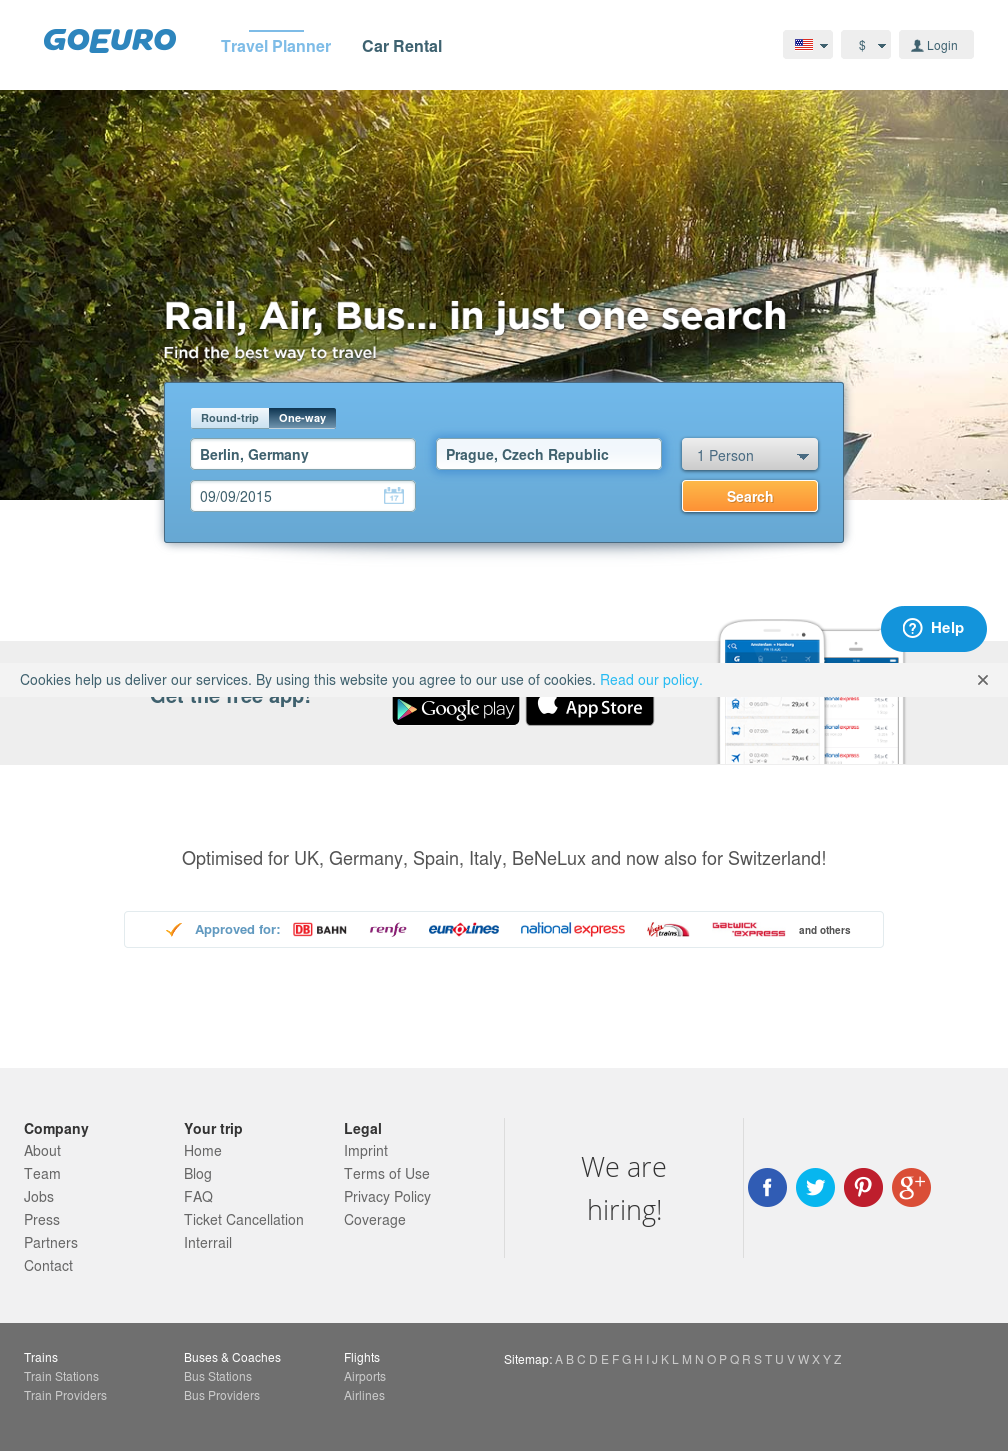 GOEURO
Travel Planner
Car Rental
$
Login
Rail, Air, Bus... in just one search
Find the best way to travel
Round-trip
One-way
Berlin, Germany
Prague, Czech Republic
1 Person
09/09/2015
17
Search
Help
Cookies help us deliver our services. By using this website you agree to our use of cookies. Read our policy.
Get the free app!
Google play
App Store
Optimised for UK, Germany, Spain, Italy, BeNeLux and now also for Switzerland!
Approved for:
DB BAHN
renfe
eurolines
national express
Virgin trains
Gatwick express
and others
Company
About
Team
Jobs
Press
Partners
Contact
Your trip
Home
Blog
FAQ
Ticket Cancellation
Interrail
Legal
Imprint
Terms of Use
Privacy Policy
Coverage
We are
hiring!
Trains
Train Stations
Train Providers
Buses & Coaches
Bus Stations
Bus Providers
Flights
Airports
Airlines
Sitemap: A B C D E F G H I J K L M N O P Q R S T U V W X Y Z